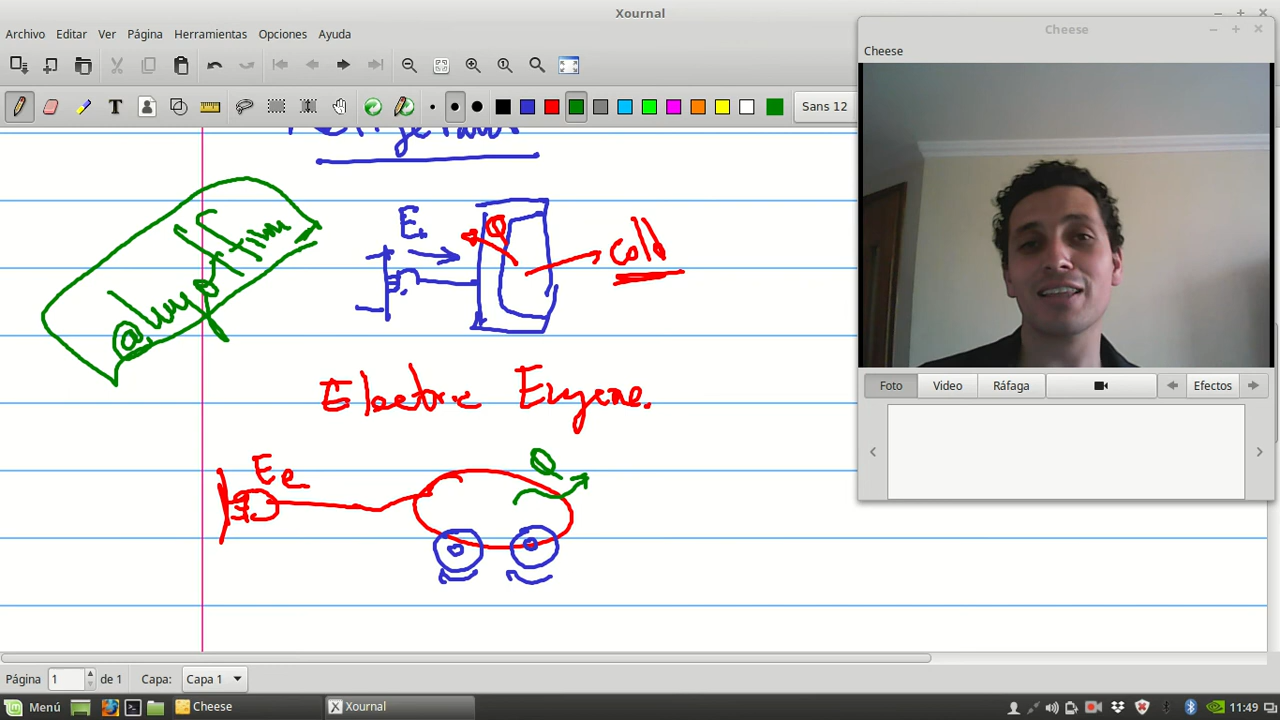 Xournal
Archivo Editar Ver Página Herramientas Opciones Ayuda
Sans 12
Cheese
Cheese
E
Q
cold
Electric Engene.
Ee
Q
Foto Video Ráfaga Efectos
Página 1 de 1 Capa: Capa 1
Menú Cheese Xournal 11:49